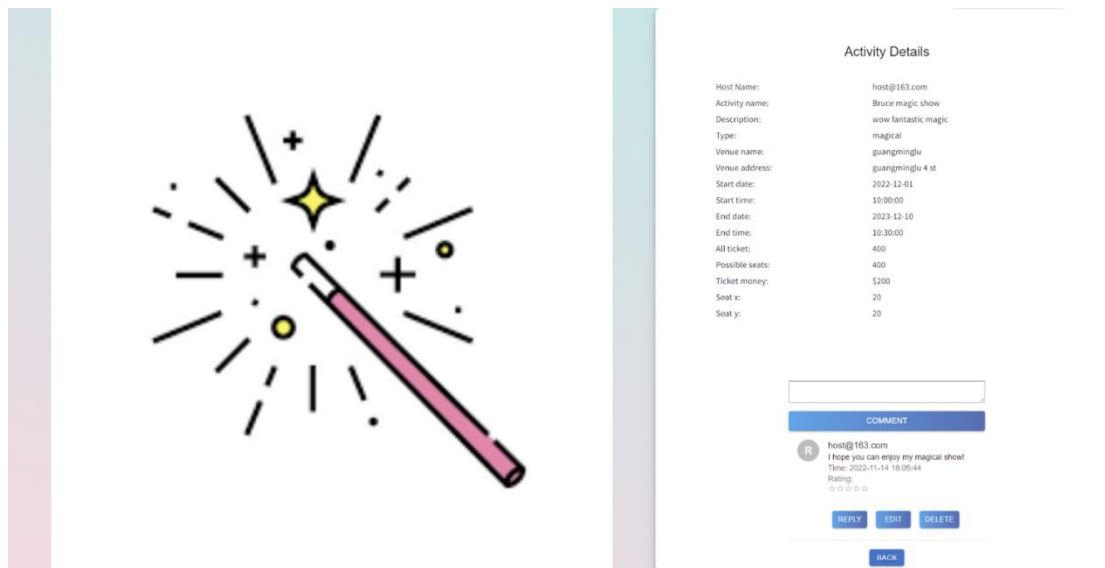 Activity Details
Host Name: host@163.com
Activity name: Bruce magic show
Description: wow fantastic magic
Type: magical
Venue name: guangminglu
Venue address: guangminglu 4 st
Start date: 2022-12-01
Start time: 10:00:00
End date: 2023-12-10
End time: 10:30:00
All ticket: 400
Possible seats: 400
Ticket money: $200
Seat x: 20
Seat y: 20
COMMENT
R
host@163.com
I hope you can enjoy my magical show!
Time: 2022-11-14 18:05:44
Rating:
REPLY EDIT DELETE
BACK